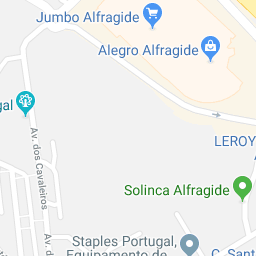 Jumbo Alfragide
Alegro Alfragide
gal
Av. dos Cavaleiros
LEROY
Solinca Alfragide
Av. d
Staples Portugal,
Equipamento de
C. Sant